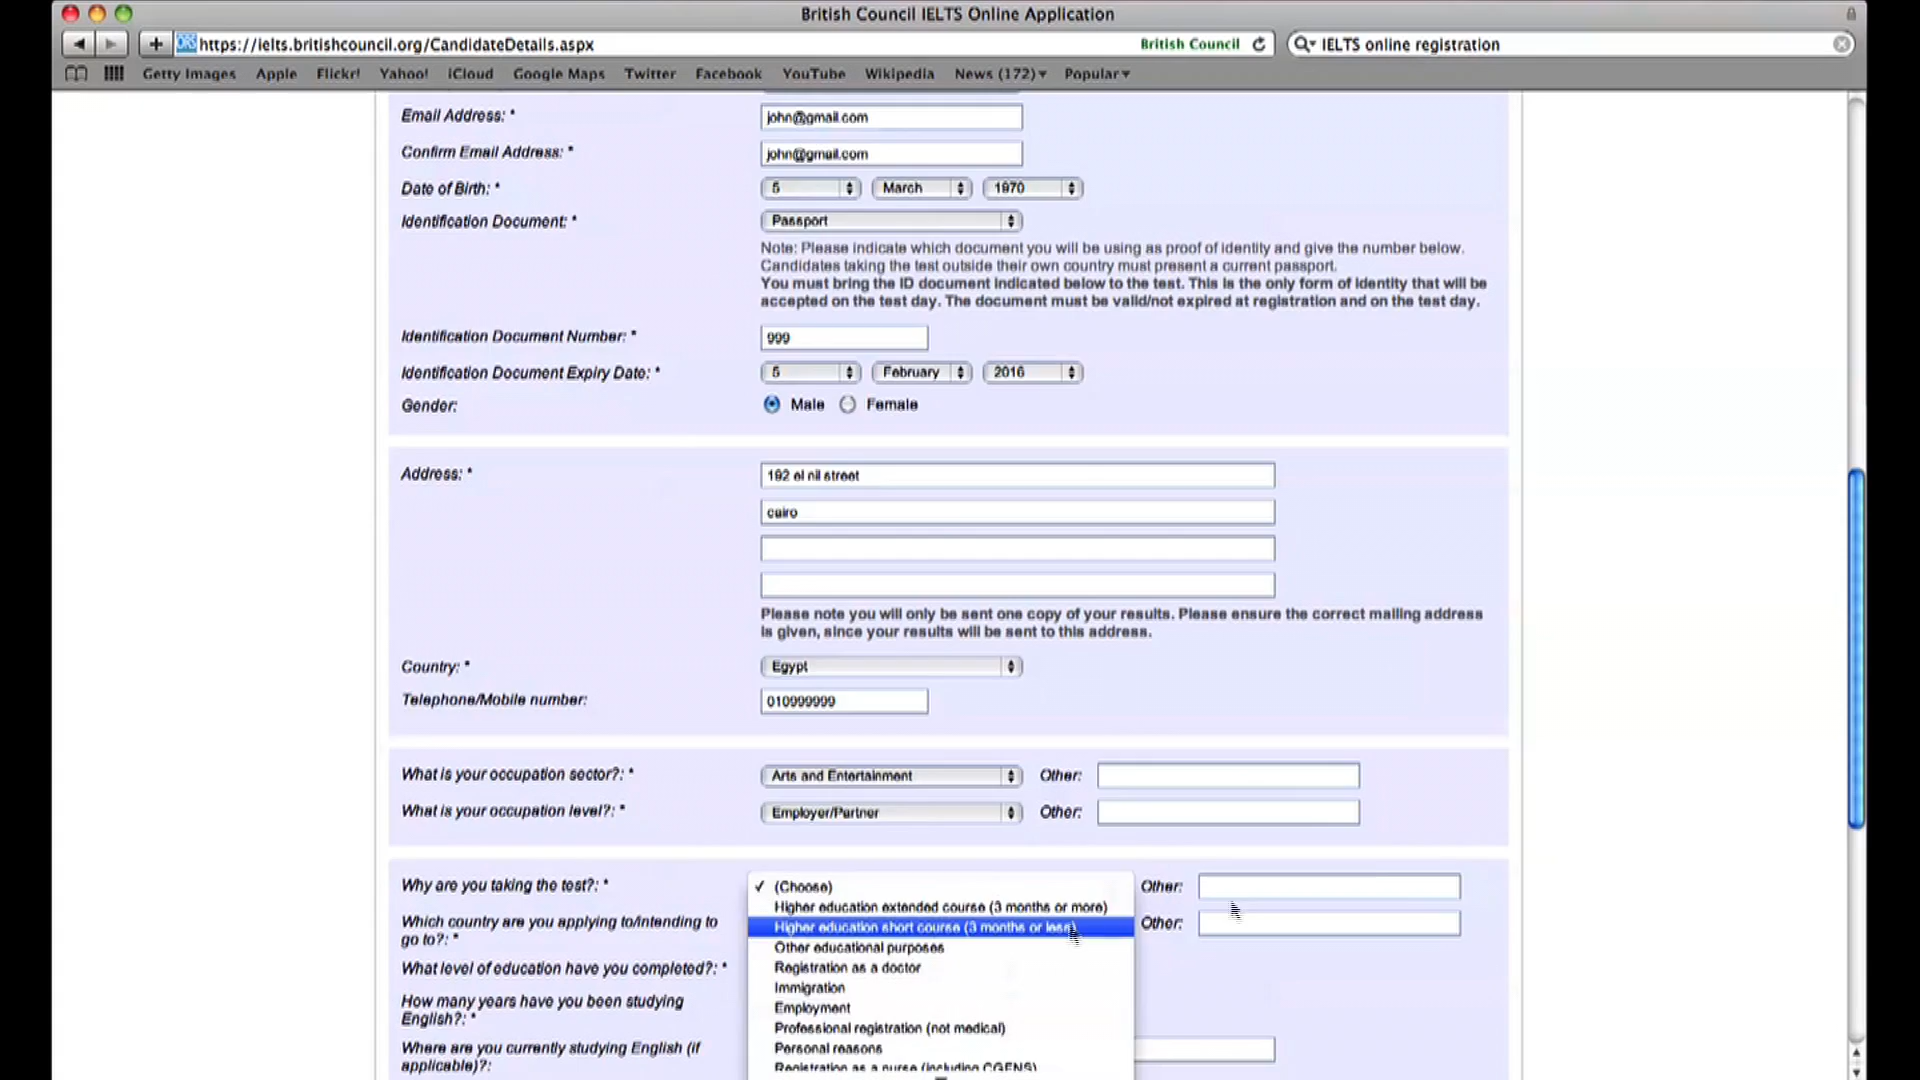 British Council IELTS Online Application
https://ielts.britishcouncil.org/CandidateDetails.aspx
British Council
IELTS online registration
Getty Images Apple Flickr! Yahoo! iCloud Google Maps Twitter Facebook YouTube Wikipedia News (172) Popular
Email Address: * john@gmail.com
Confirm Email Address: * john@gmail.com
Date of Birth: * 5 March 1970
Identification Document: * Passport
Note: Please indicate which document you will be using as proof of identity and give the number below.
Candidates taking the test outside their own country must present a current passport.
You must bring the ID document indicated below to the test. This is the only form of identity that will be
accepted on the test day. The document must be valid/not expired at registration and on the test day.
Identification Document Number: * 999
Identification Document Expiry Date: * 5 February 2016
Gender: Male Female
Address: * 192 el nil street
cairo
Please note you will only be sent one copy of your results. Please ensure the correct mailing address
is given, since your results will be sent to this address.
Country: * Egypt
Telephone/Mobile number: 010999999
What is your occupation sector?: * Arts and Entertainment Other:
What is your occupation level?: * Employer/Partner Other:
Why are you taking the test?: * ✓ (Choose) Other:
Higher education extended course (3 months or more)
Which country are you applying to/intending to
go to?: *
Higher education short course (3 months or less) Other:
Other educational purposes
What level of education have you completed?: * Registration as a doctor
Immigration
How many years have you been studying
English?: *
Employment
Professional registration (not medical)
Where are you currently studying English (if
applicable)?:
Personal reasons
Registration as a nurse (including CGFNS)